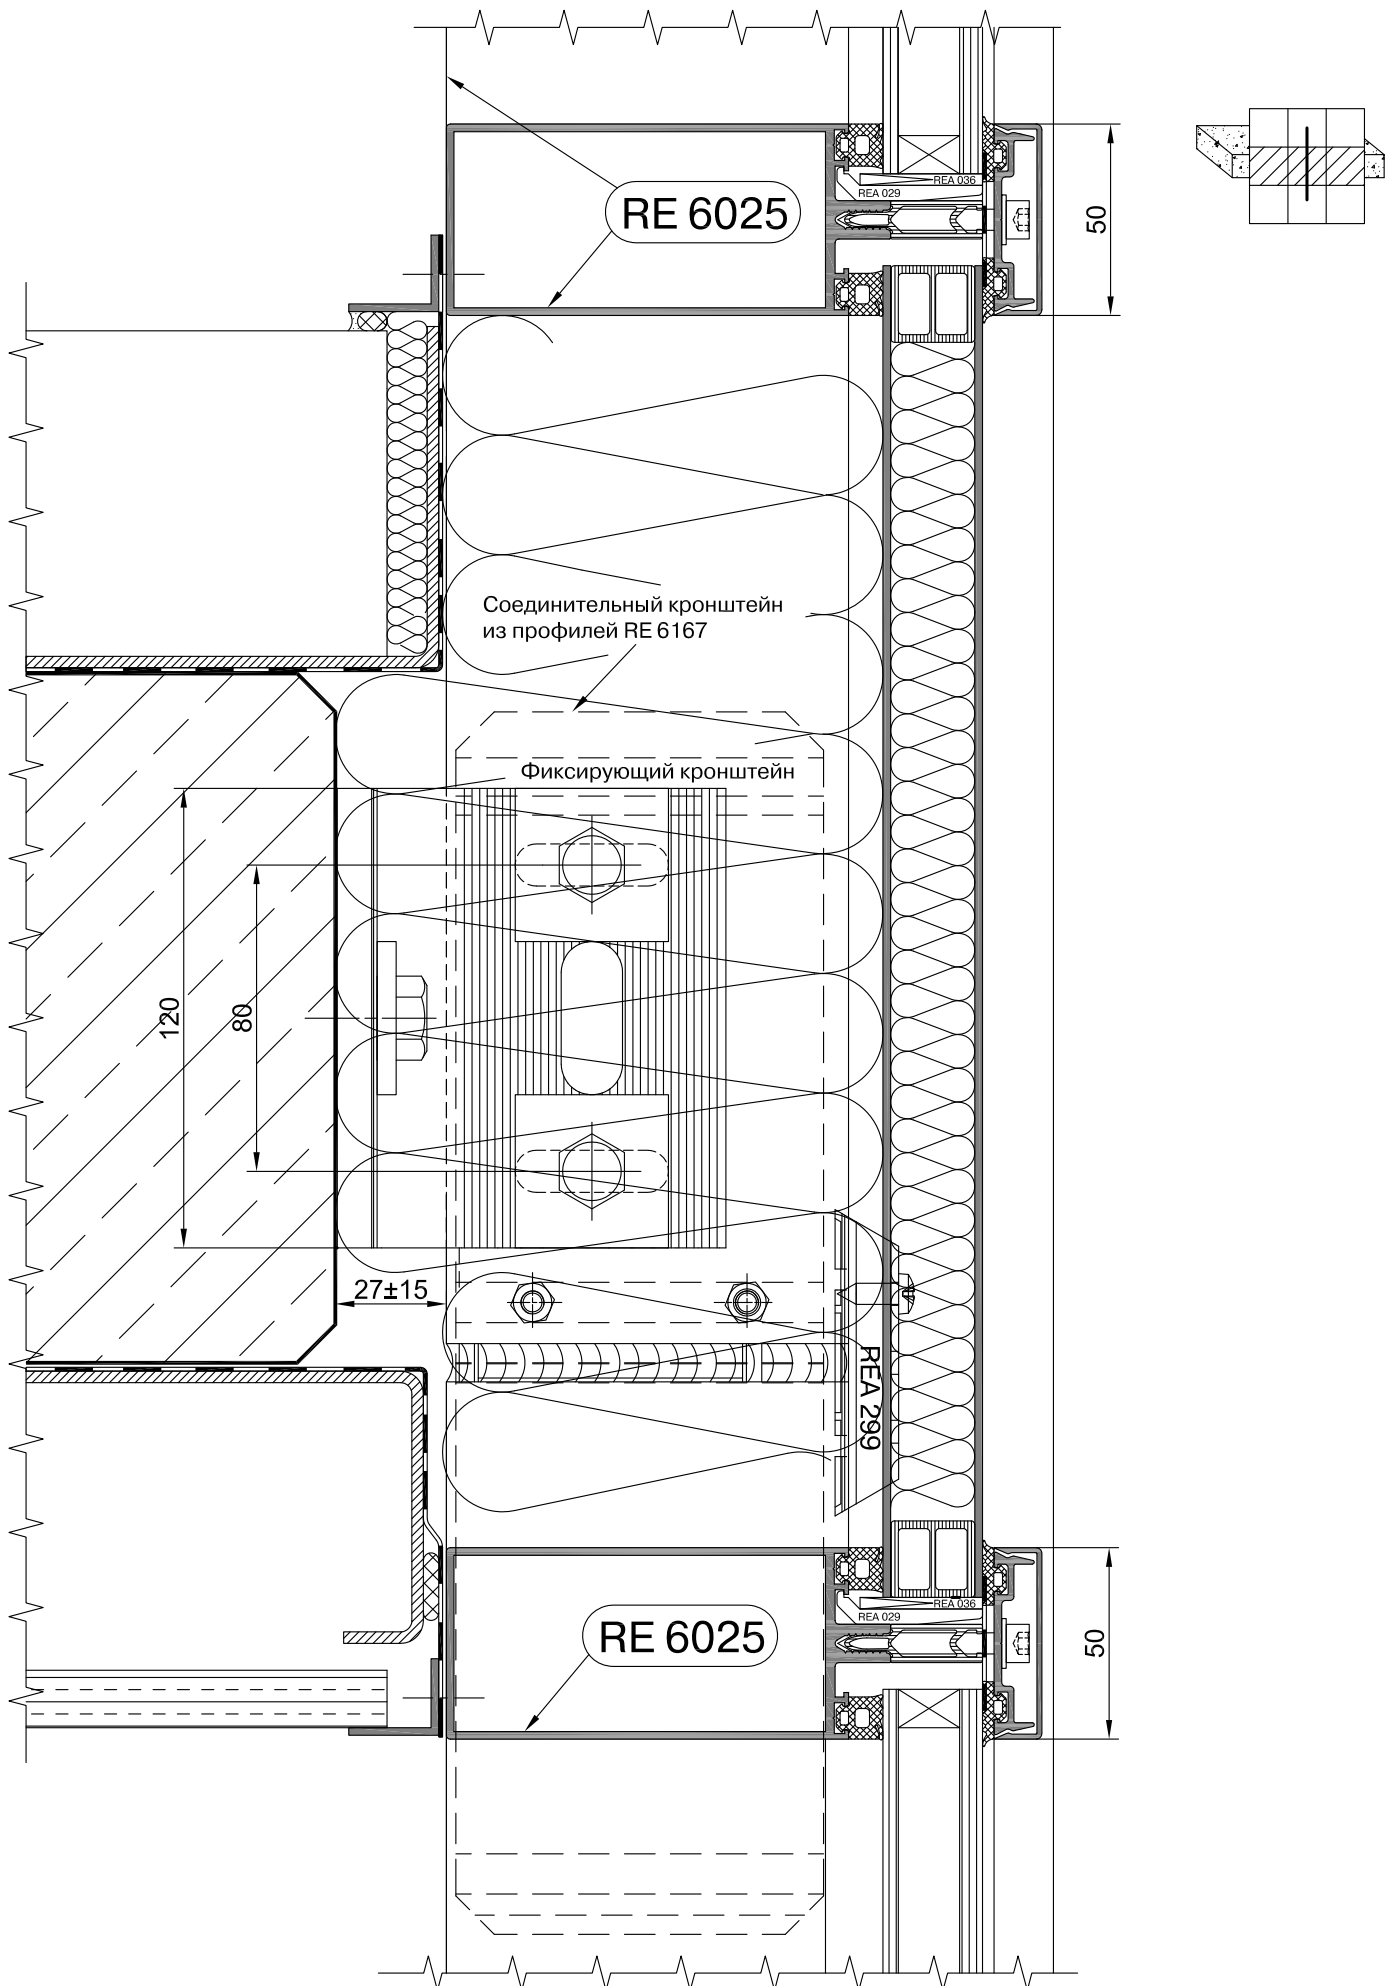 RE 6025
REA 036
REA 029
50
Соединительный кронштейн
из профилей RE 6167
Фиксирующий кронштейн
120
80
27±15
REA 299
REA 036
REA 029
RE 6025
50